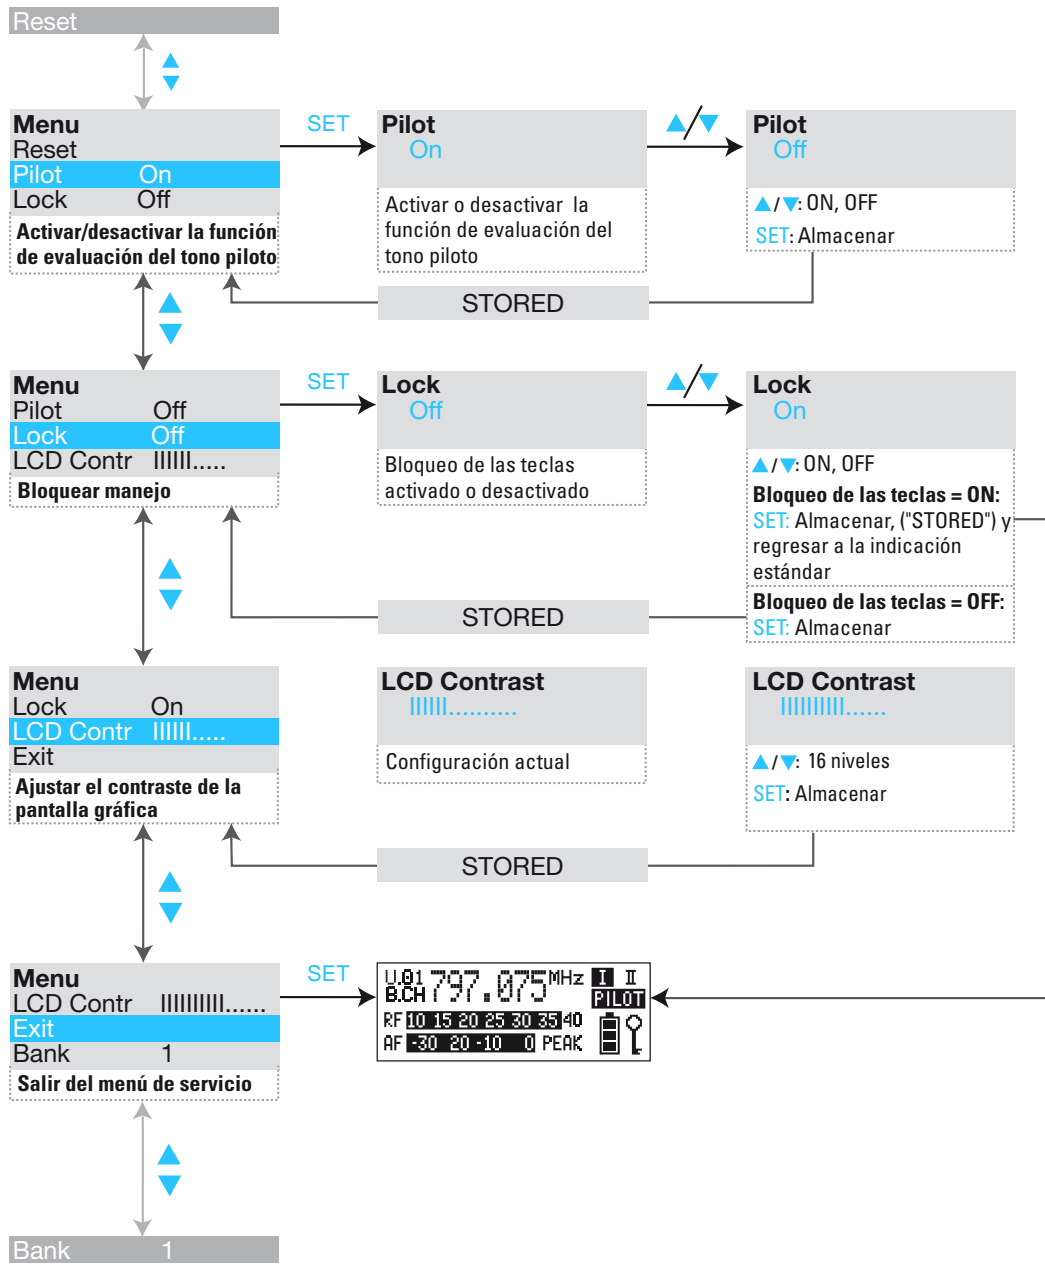 Reset
Menu
Reset
Pilot On
Lock Off
Activar/desactivar la función
de evaluación del tono piloto
SET
Pilot
On
Activar o desactivar la
función de evaluación del
tono piloto
▲/▼
Pilot
Off
▲/▼: ON, OFF
SET: Almacenar
STORED
Menu
Pilot Off
Lock Off
LCD Contr IIIIII.....
Bloquear manejo
SET
Lock
Off
Bloqueo de las teclas
activado o desactivado
▲/▼
Lock
On
▲/▼: ON, OFF
Bloqueo de las teclas = ON:
SET: Almacenar, ("STORED") y
regresar a la indicación
estándar
Bloqueo de las teclas = OFF:
SET: Almacenar
STORED
Menu
Lock On
LCD Contr IIIIII.....
Exit
Ajustar el contraste de la
pantalla gráfica
LCD Contrast
IIIIII..........
Configuración actual
LCD Contrast
IIIIIIIIII......
▲/▼: 16 niveles
SET: Almacenar
STORED
Menu
LCD Contr IIIIIIIIII......
Exit
Bank 1
Salir del menú de servicio
SET
U.01 797.075 MHz I II
B.CH PILOT
RF 10 15 20 25 30 35 40
AF -30 20 -10 0 PEAK
Bank 1